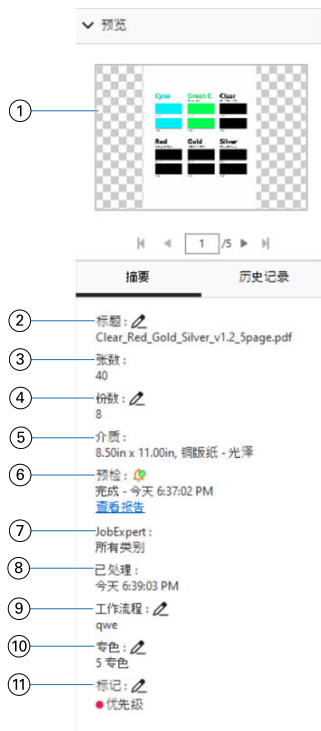 预览
Cyan Green C Clear
Red Gold Silver
1 /5
摘要 历史记录
① ② ③ ④ ⑤ ⑥ ⑦ ⑧ ⑨ ⑩ ⑪
标题：
Clear_Red_Gold_Silver_v1.2_5page.pdf
张数：
40
份数：
8
介质：
8.50in x 11.00in, 铜版纸 - 光泽
预检：
完成 - 今天 6:37:02 PM
查看报告
JobExpert：
所有类别
已处理：
今天 6:39:03 PM
工作流程：
qwe
专色：
5 专色
标记：
优先级